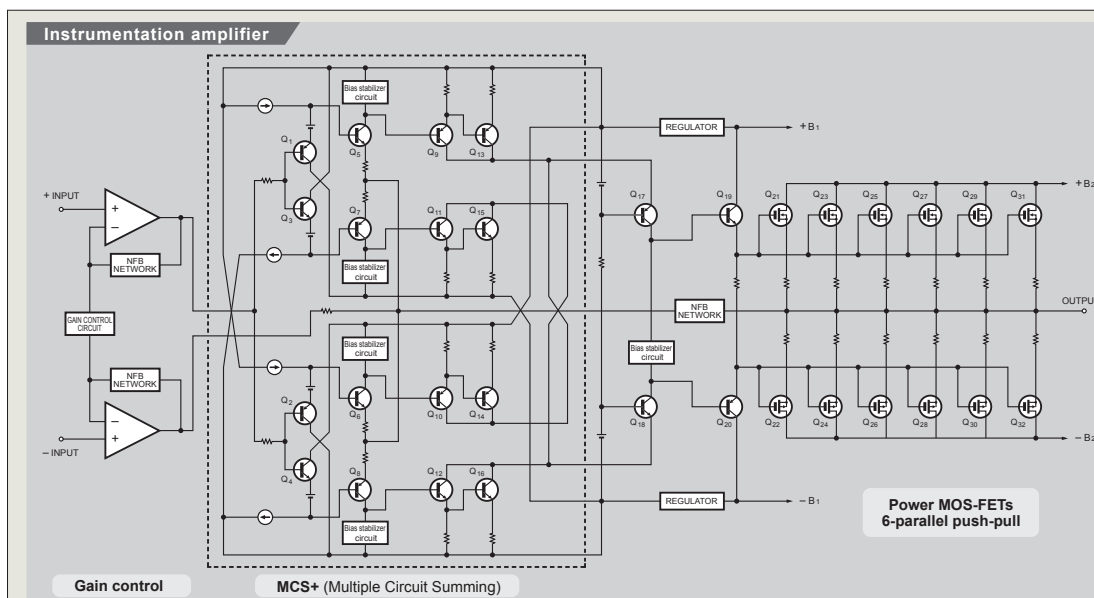 Instrumentation amplifier
Bias stabilizer
circuit
Q1
Q5
Q9
Q13
REGULATOR
+B1
+ INPUT
+
−
Q3
Q7
Q11
Q15
Q17
Q19
Q21
Q23
Q25
Q27
Q29
Q31
+B2
NFB
NETWORK
Bias stabilizer
circuit
GAIN CONTROL
CIRCUIT
NFB
NETWORK
OUTPUT
Bias stabilizer
circuit
Bias stabilizer
circuit
NFB
NETWORK
−
+
− INPUT
Q2
Q6
Q10
Q14
Q18
Q20
Q22
Q24
Q26
Q28
Q30
Q32
−B2
Q4
Q8
Q12
Q16
Bias stabilizer
circuit
REGULATOR
−B1
Power MOS-FETs
6-parallel push-pull
Gain control
MCS+ (Multiple Circuit Summing)